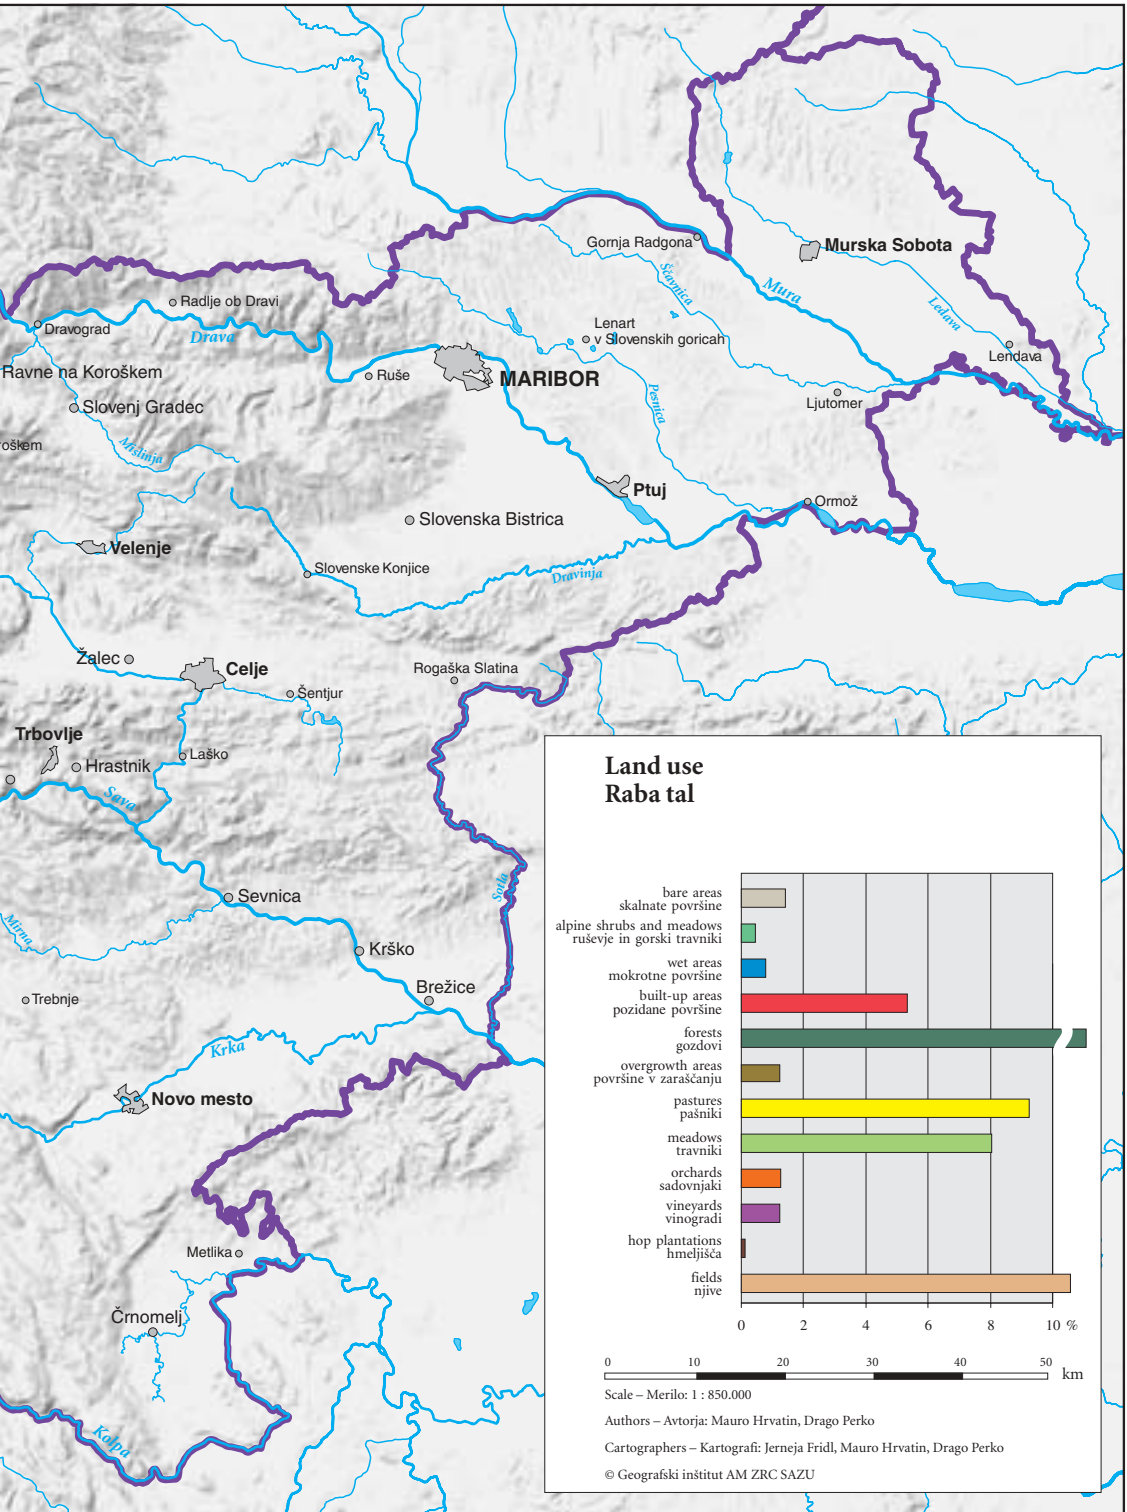 Gornja Radgona
Murska Sobota
Ščavnica
Mura
Ledava
Radlje ob Dravi
Dravograd
Drava
Lenart
v Slovenskih goricah
Lendava
Ravne na Koroškem
Ruše
MARIBOR
Slovenj Gradec
Pesnica
Ljutomer
roškem
Mislinja
Ptuj
Ormož
Slovenska Bistrica
Velenje
Slovenske Konjice
Dravinja
Žalec
Celje
Rogaška Slatina
Šentjur
Trbovlje
Hrastnik
Laško
Sava
Sotla
Sevnica
Mirna
Krško
Brežice
Trebnje
Krka
Novo mesto
Metlika
Črnomelj
Kolpa
Land use
Raba tal
bare areas
skalnate površine
alpine shrubs and meadows
ruševje in gorski travniki
wet areas
mokrotne površine
built-up areas
pozidane površine
forests
gozdovi
overgrowth areas
površine v zaraščanju
pastures
pašniki
meadows
travniki
orchards
sadovnjaki
vineyards
vinogradi
hop plantations
hmeljišča
fields
njive
0 2 4 6 8 10 %
0 10 20 30 40 50
km
Scale – Merilo: 1 : 850.000
Authors – Avtorja: Mauro Hrvatin, Drago Perko
Cartographers – Kartografi: Jerneja Fridl, Mauro Hrvatin, Drago Perko
© Geografski inštitut AM ZRC SAZU